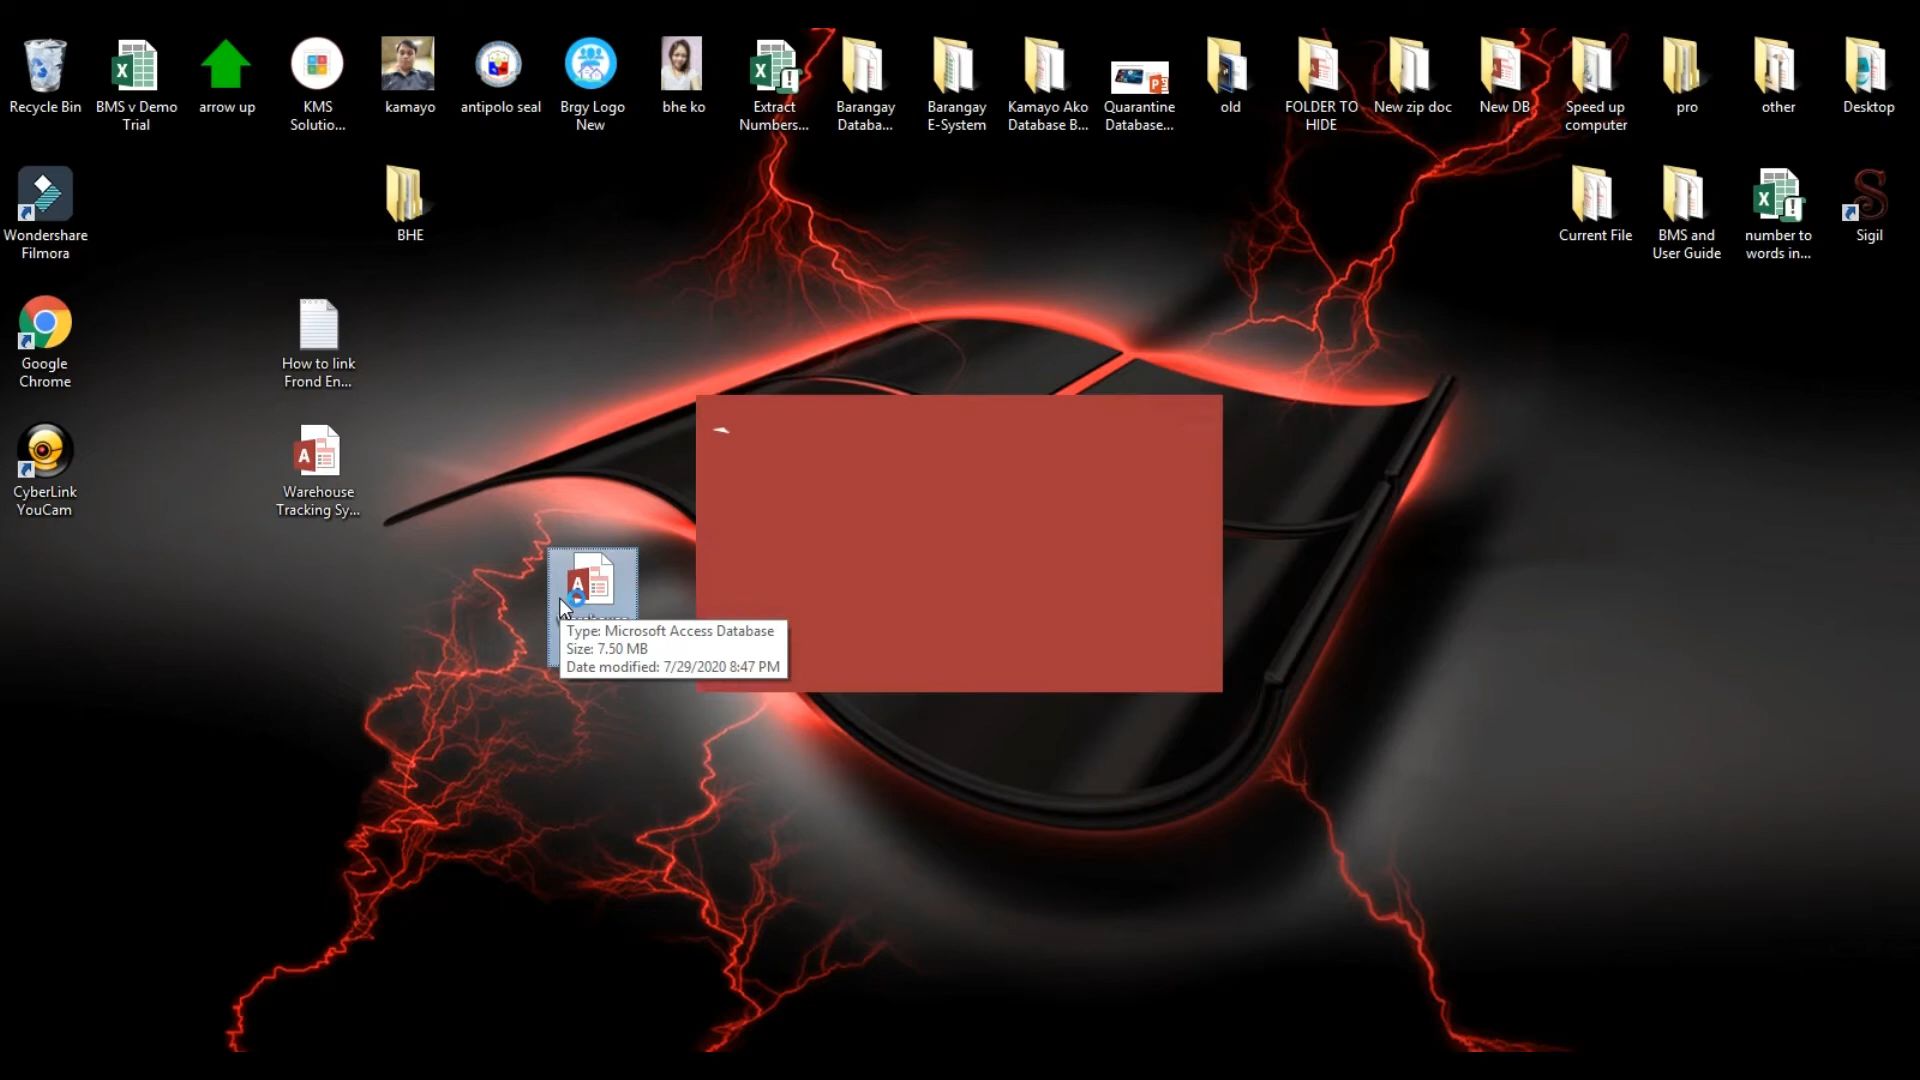 Recycle Bin
BMS v Demo
Trial
arrow up
KMS
Solutio...
kamayo
antipolo seal
Brgy Logo
New
bhe ko
Extract
Numbers...
Barangay
Databa...
Barangay
E-System
Kamayo Ako
Database B...
Quarantine
Database...
old
FOLDER TO
HIDE
New zip doc
New DB
Speed up
computer
pro
other
Desktop
Wondershare
Filmora
BHE
Current File
BMS and
User Guide
number to
words in...
Sigil
Google
Chrome
How to link
Frond En...
CyberLink
YouCam
Warehouse
Tracking Sy...
Type: Microsoft Access Database
Size: 7.50 MB
Date modified: 7/29/2020 8:47 PM